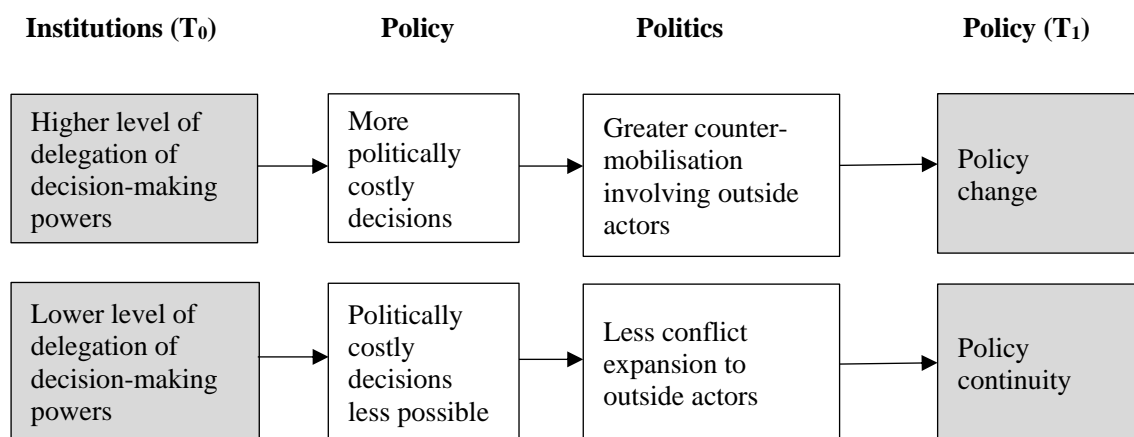 Institutions (T₀) Policy Politics Policy (T₁)
Higher level of
delegation of
decision-making
powers
More
politically
costly
decisions
Greater counter-
mobilisation
involving outside
actors
Policy
change
Lower level of
delegation of
decision-making
powers
Politically
costly
decisions
less possible
Less conflict
expansion to
outside actors
Policy
continuity